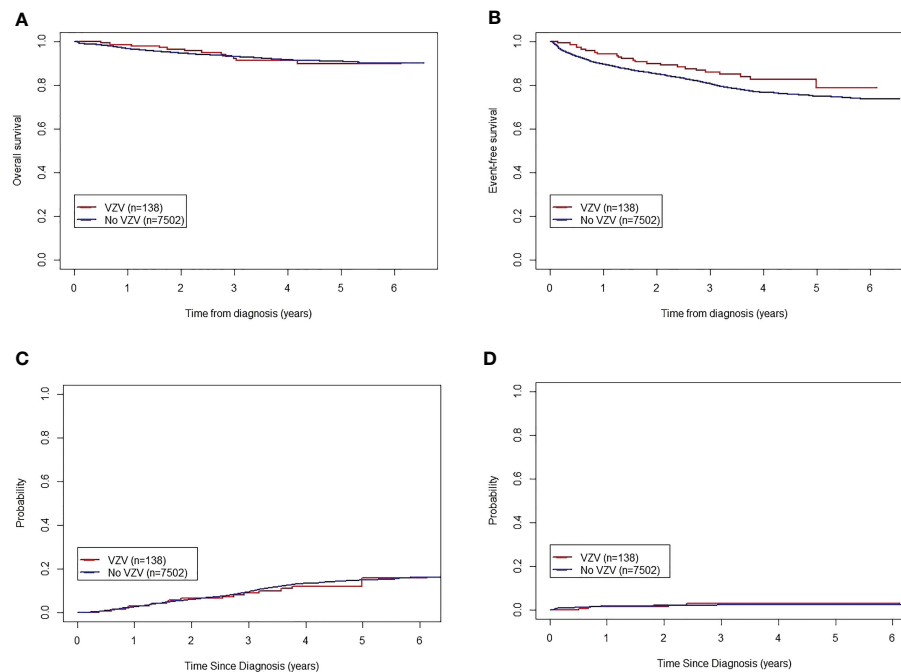 A
1.0
0.8
0.6
0.4
0.2
0.0
Overall survival
VZV (n=138)
No VZV (n=7502)
0 1 2 3 4 5 6
Time from diagnosis (years)
B
1.0
0.8
0.6
0.4
0.2
0.0
Event-free survival
VZV (n=138)
No VZV (n=7502)
0 1 2 3 4 5 6
Time from diagnosis (years)
C
1.0
0.8
0.6
0.4
0.2
0.0
Probability
VZV (n=138)
No VZV (n=7502)
0 1 2 3 4 5 6
Time Since Diagnosis (years)
D
1.0
0.8
0.6
0.4
0.2
0.0
Probability
VZV (n=138)
No VZV (n=7502)
0 1 2 3 4 5 6
Time Since Diagnosis (years)